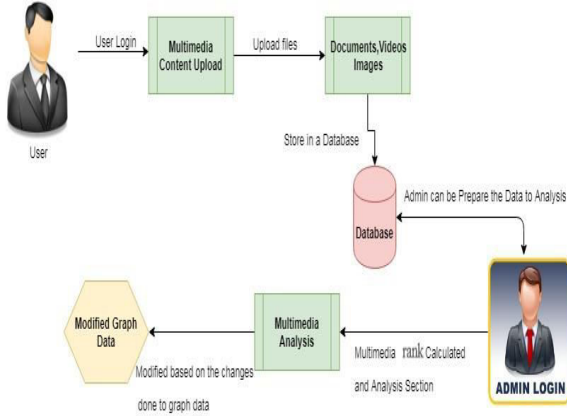 User Login
Multimedia
Content Upload
Upload files
Documents,Videos
Images
User
Store in a Database
Admin can be Prepare the Data to Analysis
Database
Modified Graph
Data
Multimedia
Analysis
Multimedia rank Calculated
and Analysis Section
Modified based on the changes
done to graph data
ADMIN LOGIN